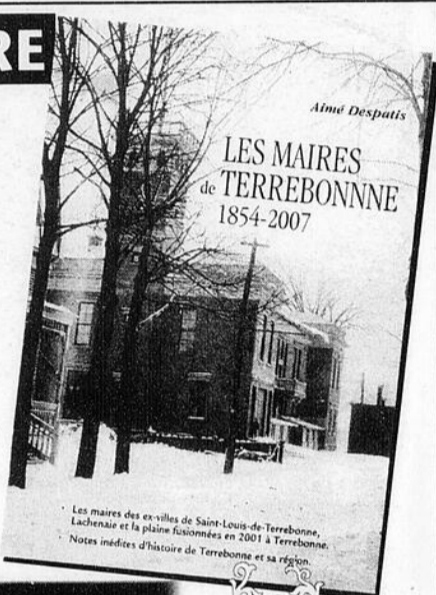 RE
Aimé Despatis
LES MAIRES
de TERREBONNNE
1854-2007
· Les maires des ex-villes de Saint-Louis-de-Terrebonne,
Lachenaie et la plaine fusionnées en 2001 à Terrebonne.
· Notes inédites d'histoire de Terrebonne et sa région.